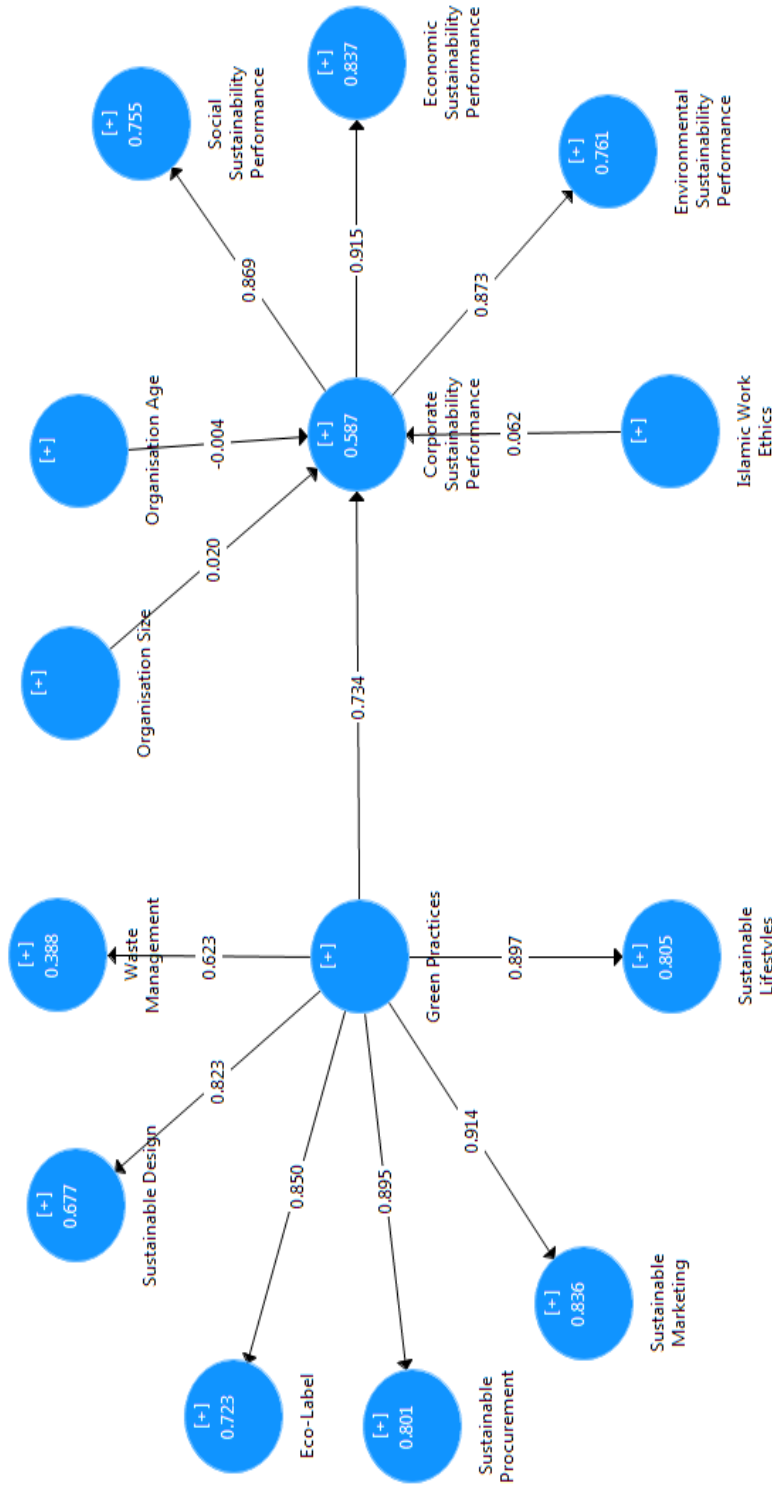 [+]
0.388
Waste
Management
[+]
0.677
Sustainable Design
[+]
0.723
Eco-Label
[+]
0.801
Sustainable
Procurement
[+]
0.836
Sustainable
Marketing
[+]
0.805
Sustainable
Lifestyles
0.623
0.823
0.850
0.895
0.914
0.897
[+]
Green Practices
0.734
[+]
Organisation Size
0.020
[+]
Organisation Age
-0.004
[+]
0.587
Corporate
Sustainability
Performance
0.062
[+]
Islamic Work
Ethics
0.869
0.915
0.873
[+]
0.755
Social
Sustainability
Performance
[+]
0.837
Economic
Sustainability
Performance
[+]
0.761
Environmental
Sustainability
Performance